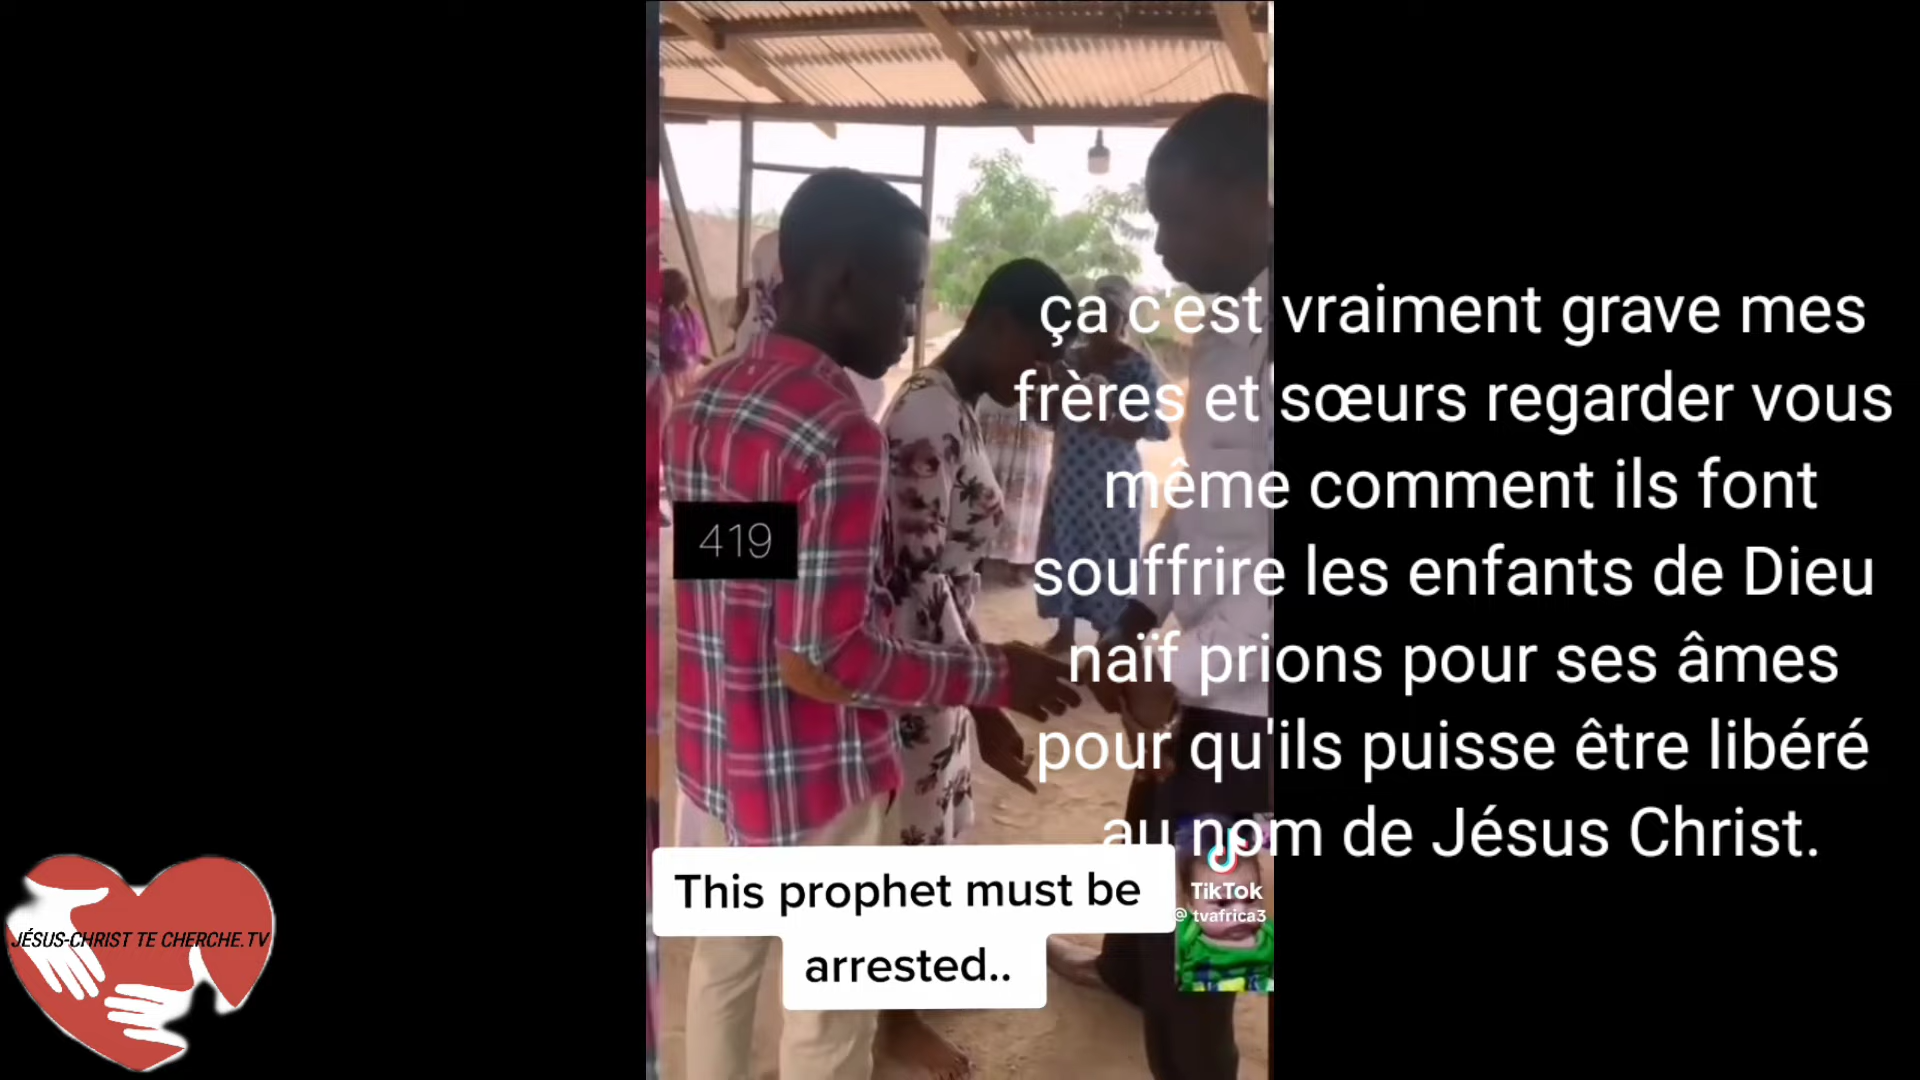 ça c'est vraiment grave mes
frères et sœurs regarder vous
même comment ils font
souffrire les enfants de Dieu
naïf prions pour ses âmes
pour qu'ils puisse être libéré
au nom de Jésus Christ.
419
This prophet must be
arrested..
TikTok
@ tvafrica3
JÉSUS-CHRIST TE CHERCHE.TV